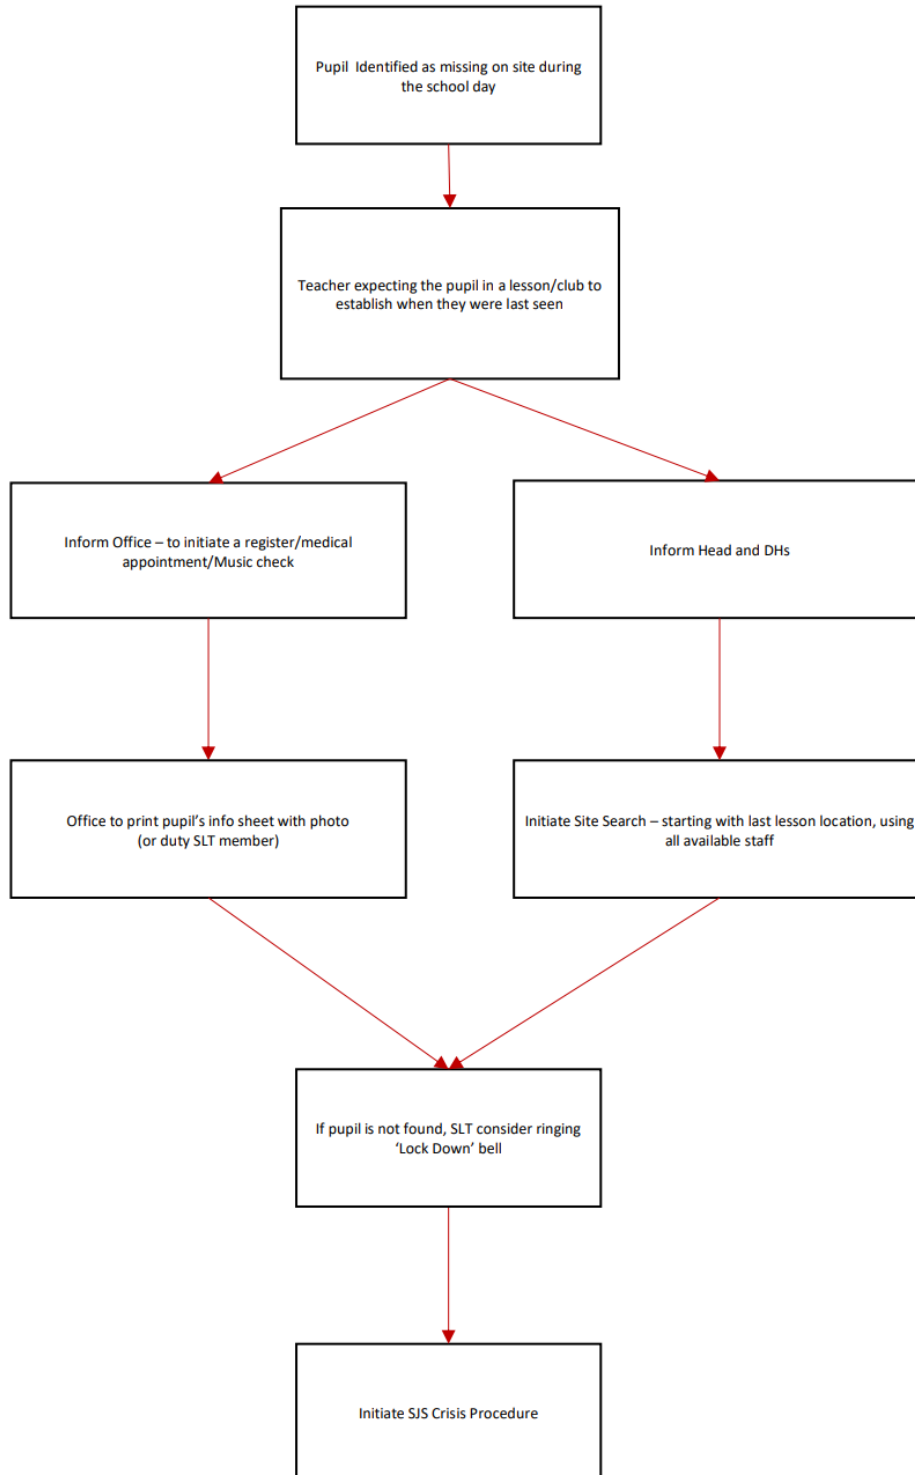 Pupil Identified as missing on site during
the school day
Teacher expecting the pupil in a lesson/club to
establish when they were last seen
Inform Office – to initiate a register/medical
appointment/Music check
Inform Head and DHs
Office to print pupil's info sheet with photo
(or duty SLT member)
Initiate Site Search – starting with last lesson location, using
all available staff
If pupil is not found, SLT consider ringing
'Lock Down' bell
Initiate SJS Crisis Procedure